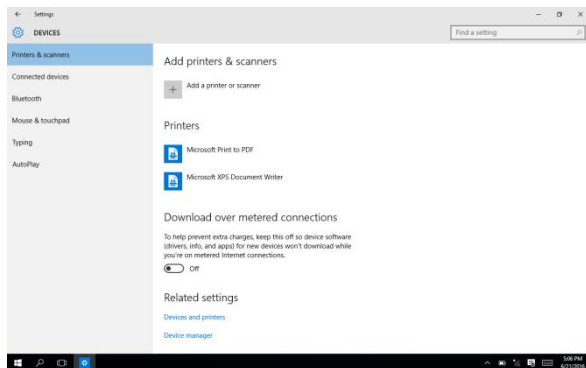 Settings
DEVICES
Find a setting
Printers & scanners
Connected devices
Bluetooth
Mouse & touchpad
Typing
AutoPlay
Add printers & scanners
Add a printer or scanner
Printers
Microsoft Print to PDF
Microsoft XPS Document Writer
Download over metered connections
To help prevent extra charges, keep this off so device software
(drivers, info, and apps) for new devices won't download while
you're on metered Internet connections.
Off
Related settings
Devices and printers
Device manager
5:06 PM
6/21/2016